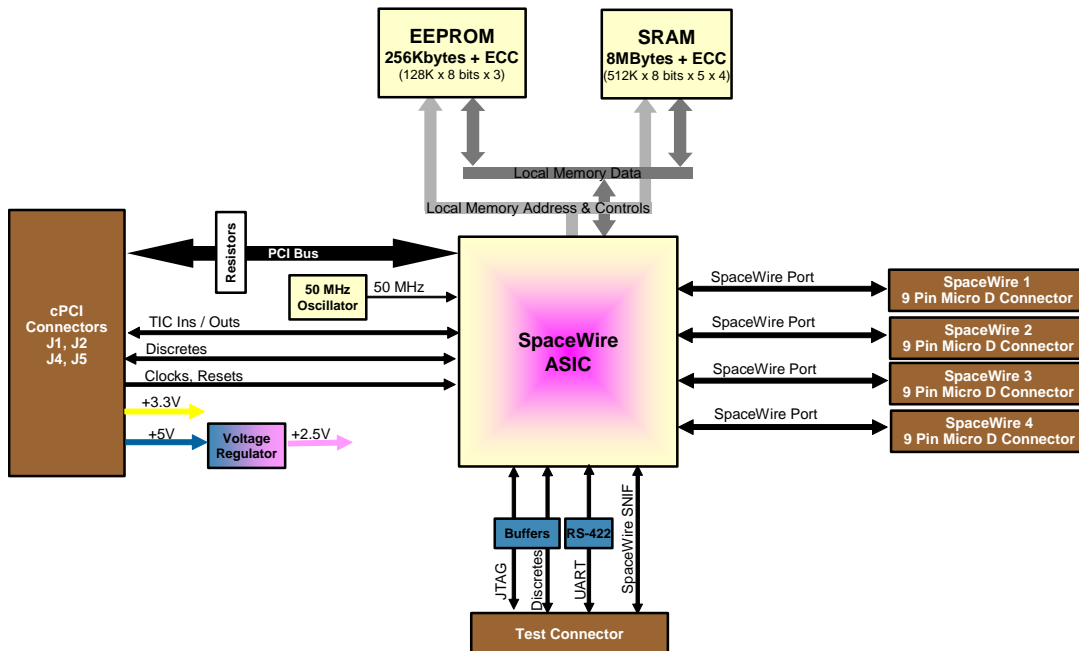 EEPROM
256Kbytes + ECC
(128K x 8 bits x 3)
SRAM
8MBytes + ECC
(512K x 8 bits x 5 x 4)
Local Memory Data
Local Memory Address & Controls
cPCI
Connectors
J1, J2
J4, J5
Resistors
PCI Bus
50 MHz
Oscillator
50 MHz
TIC Ins / Outs
Discretes
Clocks, Resets
+3.3V
+5V
Voltage
Regulator
+2.5V
SpaceWire
ASIC
SpaceWire Port
SpaceWire 1
9 Pin Micro D Connector
SpaceWire Port
SpaceWire 2
9 Pin Micro D Connector
SpaceWire Port
SpaceWire 3
9 Pin Micro D Connector
SpaceWire Port
SpaceWire 4
9 Pin Micro D Connector
Buffers
RS-422
JTAG
Discretes
UART
SpaceWire SNIF
Test Connector